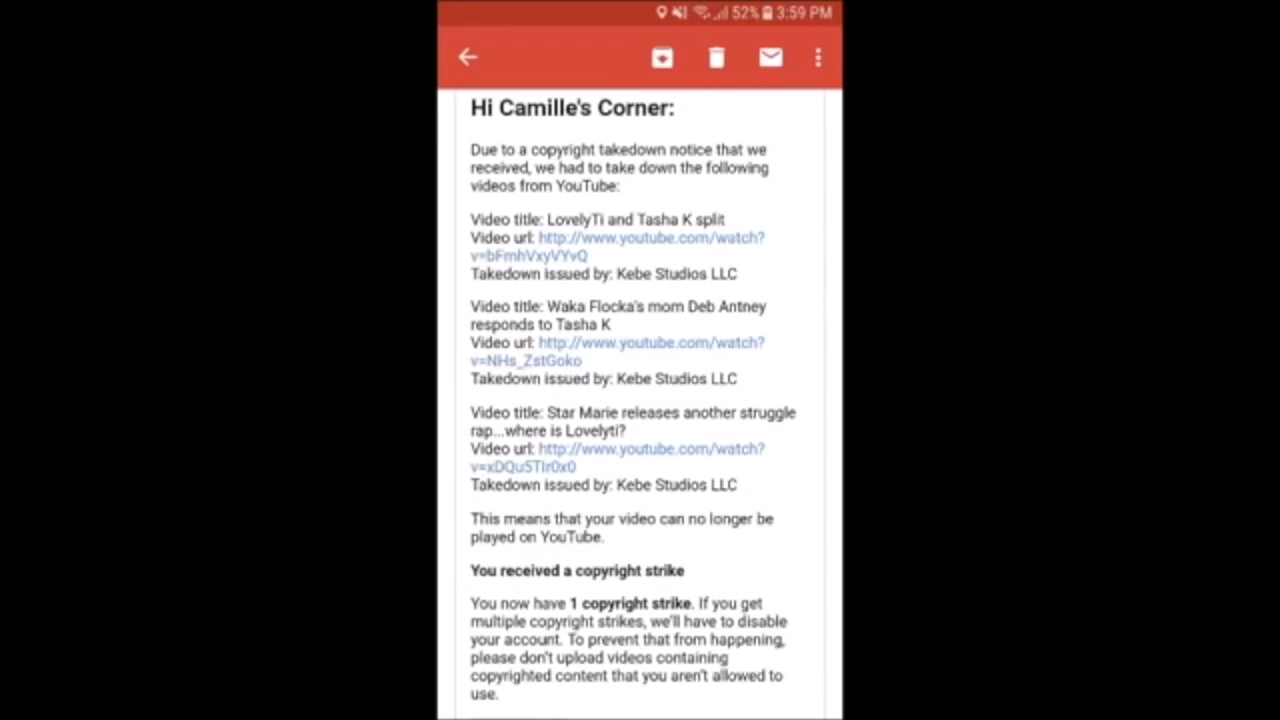 52% 3:59 PM
Hi Camille's Corner:
Due to a copyright takedown notice that we
received, we had to take down the following
videos from YouTube:
Video title: LovelyTi and Tasha K split
Video url: http://www.youtube.com/watch?
v=bFmhVxyVYvQ
Takedown issued by: Kebe Studios LLC
Video title: Waka Flocka's mom Deb Antney
responds to Tasha K
Video url: http://www.youtube.com/watch?
v=NHs_ZstGoko
Takedown issued by: Kebe Studios LLC
Video title: Star Marie releases another struggle
rap...where is Lovelyti?
Video url: http://www.youtube.com/watch?
v=xDQu5TIr0x0
Takedown issued by: Kebe Studios LLC
This means that your video can no longer be
played on YouTube.
You received a copyright strike
You now have 1 copyright strike. If you get
multiple copyright strikes, we'll have to disable
your account. To prevent that from happening,
please don't upload videos containing
copyrighted content that you aren't allowed to
use.